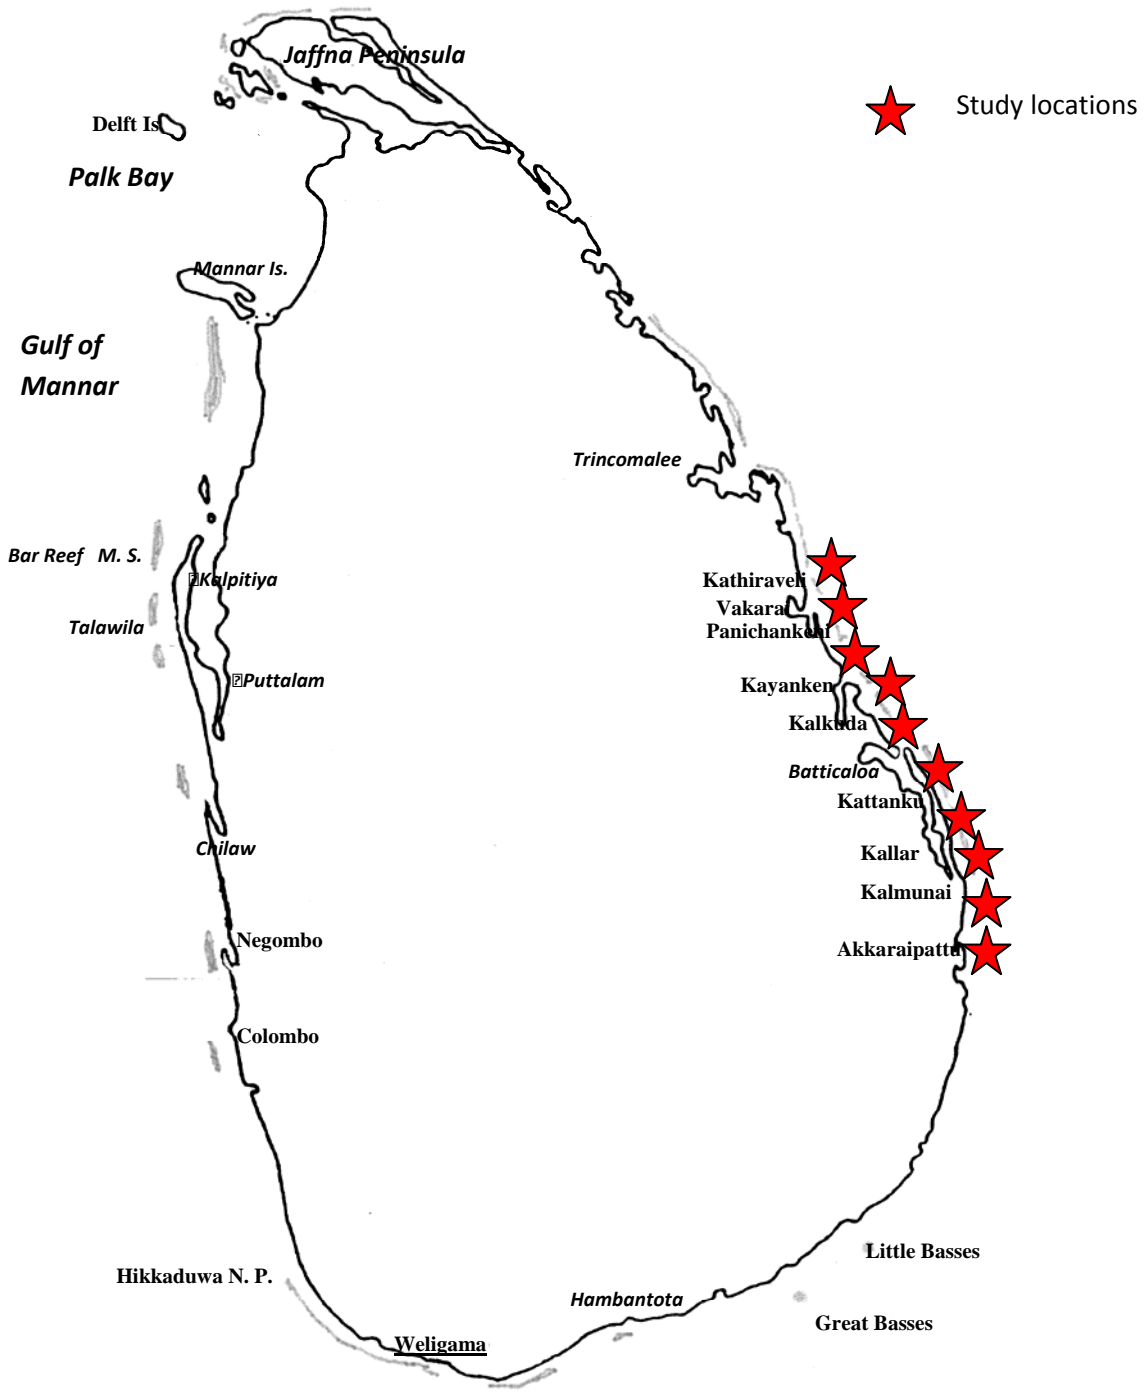 Jaffna Peninsula
Study locations
Delft Is
Palk Bay
Mannar Is.
Gulf of
Mannar
Trincomalee
Bar Reef M. S.
Kalpitiya
Kathiraveli
Vakara
Talawila
Panichankeni
Puttalam
Kayanken
Kalkuda
Batticaloa
Kattanku
Chilaw
Kallar
Kalmunai
Negombo
Akkaraipattu
Colombo
Little Basses
Hikkaduwa N. P.
Hambantota
Great Basses
Weligama